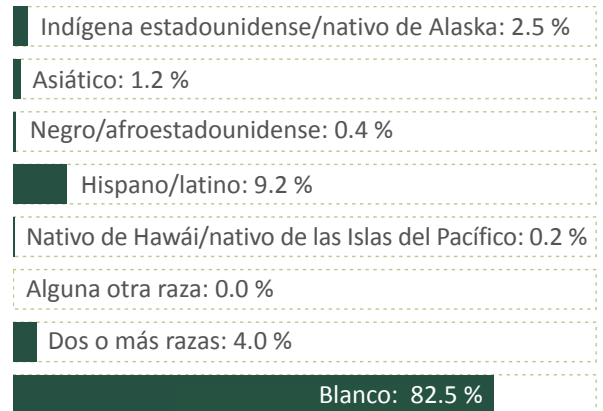 Indígena estadounidense/nativo de Alaska: 2.5 %
Asiático: 1.2 %
Negro/afroestadounidense: 0.4 %
Hispano/latino: 9.2 %
Nativo de Hawái/nativo de las Islas del Pacífico: 0.2 %
Alguna otra raza: 0.0 %
Dos o más razas: 4.0 %
Blanco: 82.5 %